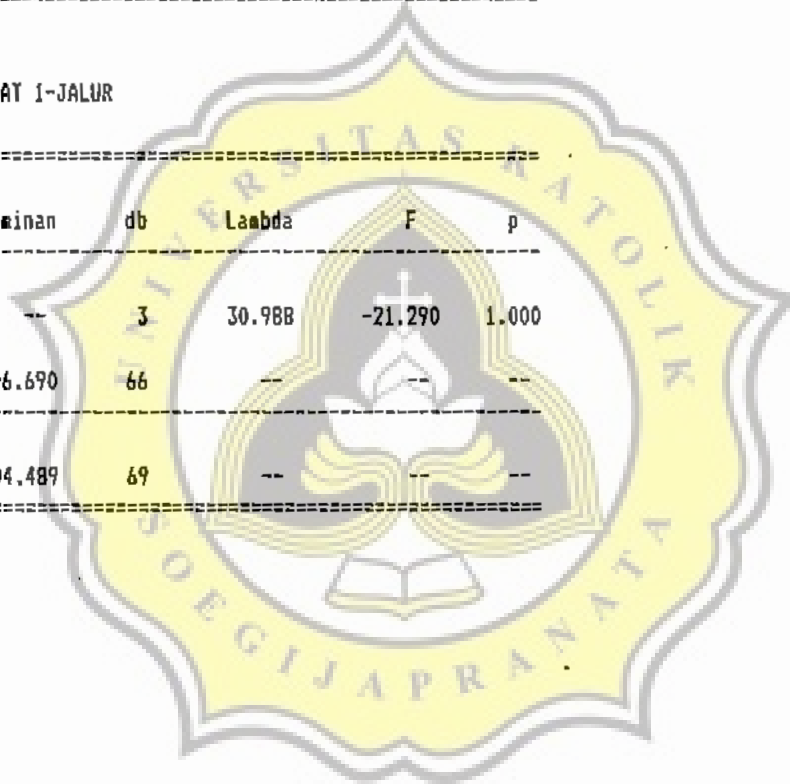 AT 1-JALUR
minan db Lambda F p
-- 3 30.988 -21.290 1.000
6.690 66 -- -- --
4.489 69 -- -- --
UNIVERSITAS KATOLIK
SOEGIJAPRANATA